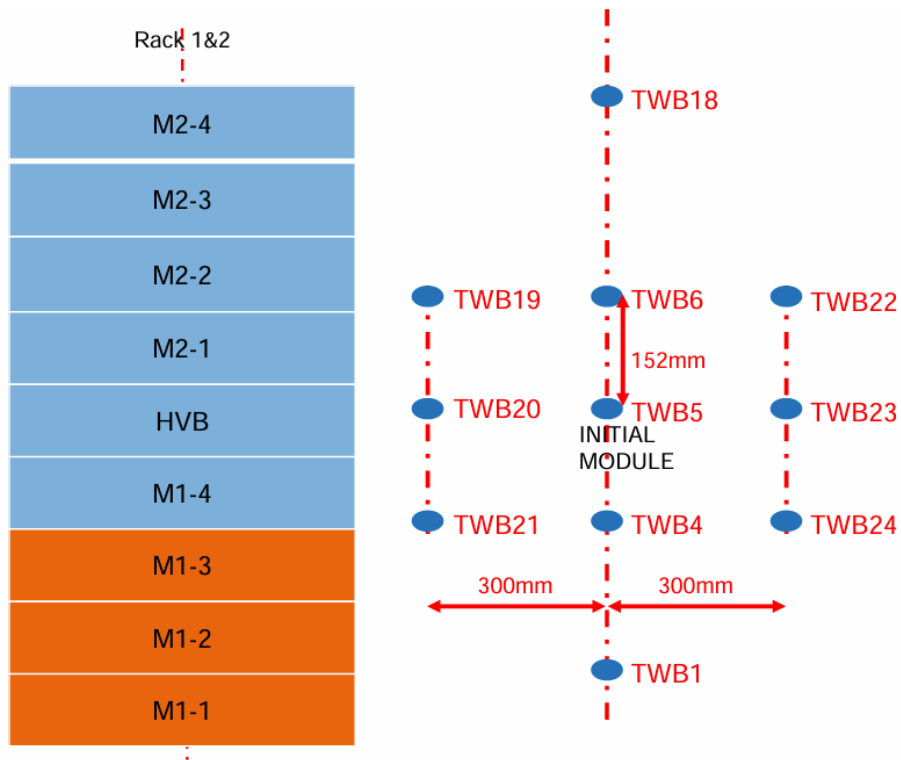 Rack 1&2
M2-4
M2-3
M2-2
M2-1
HVB
M1-4
M1-3
M1-2
M1-1
TWB18
TWB19
TWB6
TWB22
152mm
TWB20
TWB5
TWB23
INITIAL
MODULE
TWB21
TWB4
TWB24
300mm
300mm
TWB1